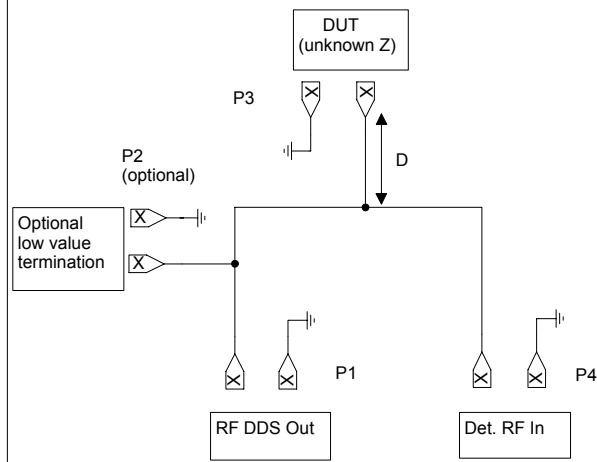 DUT
(unknown Z)
P3
X
X
D
P2
(optional)
Optional
low value
termination
X
X
X
X
P1
X
X
P4
RF DDS Out
Det. RF In